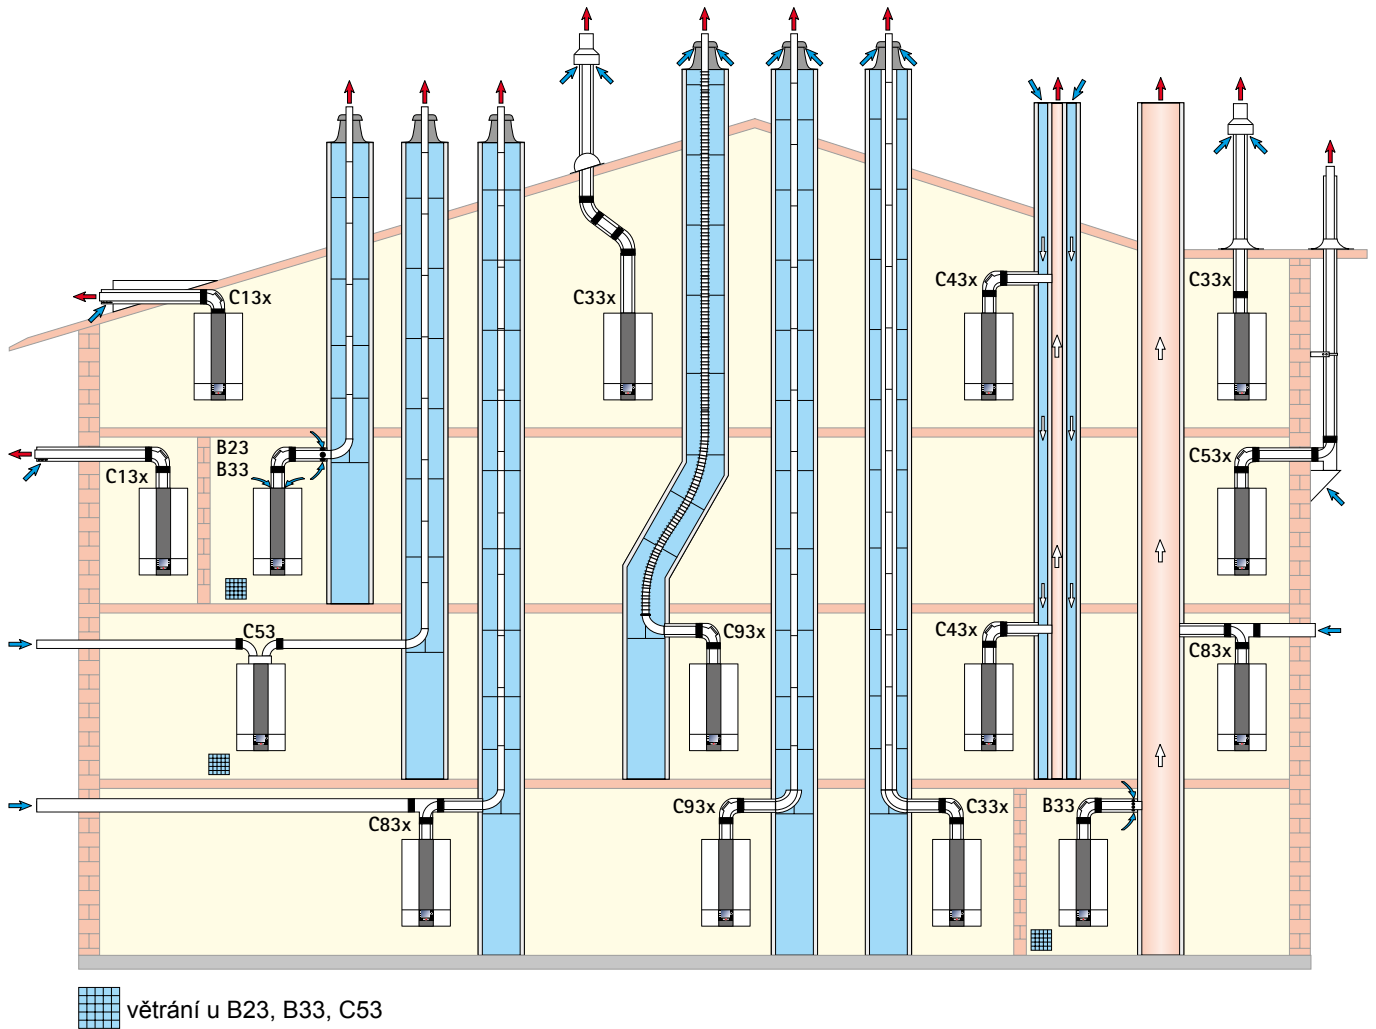 C13x
C33x
C43x
C33x
B23
B33
C13x
C53x
C53
C93x
C43x
C83x
C83x
C93x
C33x
B33
větrání u B23, B33, C53